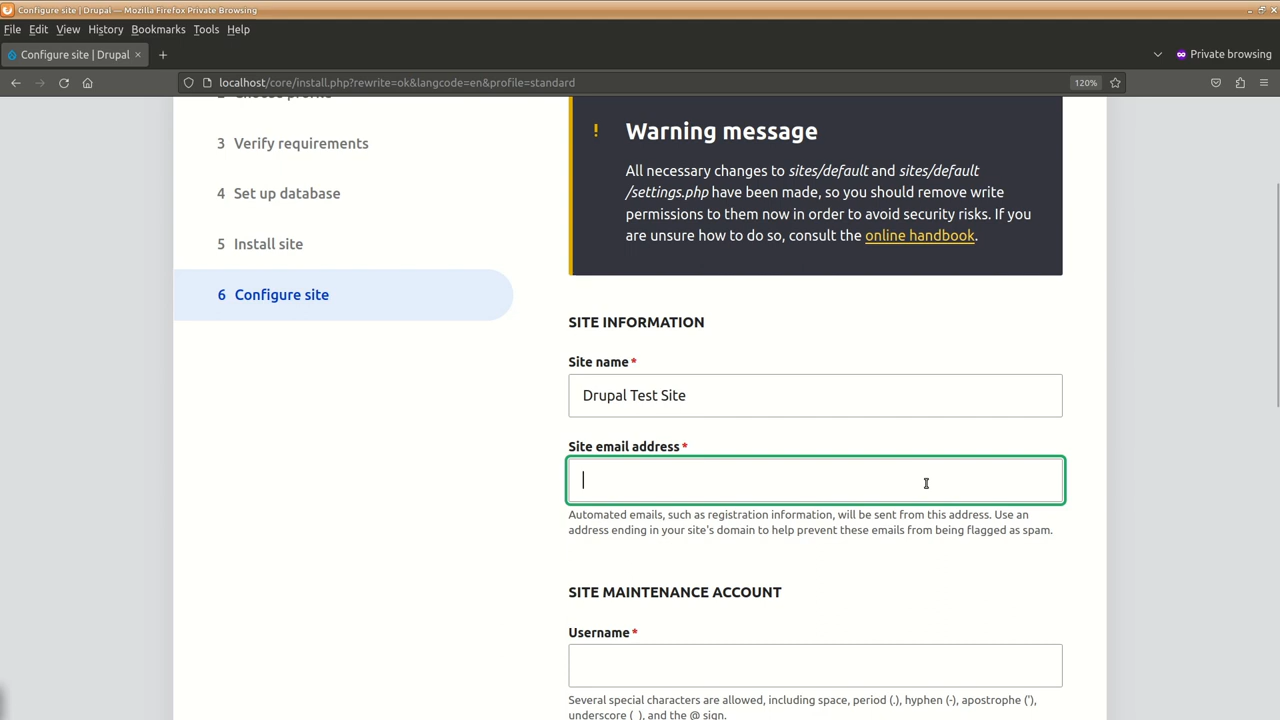 Configure site | Drupal — Mozilla Firefox Private Browsing
File Edit View History Bookmarks Tools Help
Configure site | Drupal × +
Private browsing
localhost/core/install.php?rewrite=ok&langcode=en&profile=standard
120%
2 Choose profile
3 Verify requirements
4 Set up database
5 Install site
6 Configure site
! Warning message
All necessary changes to sites/default and sites/default
/settings.php have been made, so you should remove write
permissions to them now in order to avoid security risks. If you
are unsure how to do so, consult the online handbook.
SITE INFORMATION
Site name *
Drupal Test Site
Site email address *
Automated emails, such as registration information, will be sent from this address. Use an
address ending in your site's domain to help prevent these emails from being flagged as spam.
SITE MAINTENANCE ACCOUNT
Username *
Several special characters are allowed, including space, period (.), hyphen (-), apostrophe ('),
underscore (_), and the @ sign.